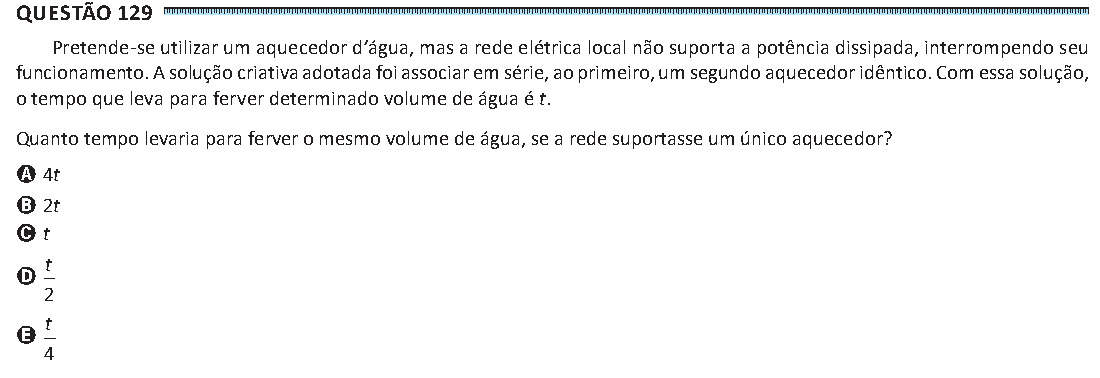 QUESTÃO 129
Pretende-se utilizar um aquecedor d’água, mas a rede elétrica local não suporta a potência dissipada, interrompendo seu
funcionamento. A solução criativa adotada foi associar em série, ao primeiro, um segundo aquecedor idêntico. Com essa solução,
o tempo que leva para ferver determinado volume de água é t.
Quanto tempo levaria para ferver o mesmo volume de água, se a rede suportasse um único aquecedor?
A 4t
B 2t
C t
D t/2
E t/4